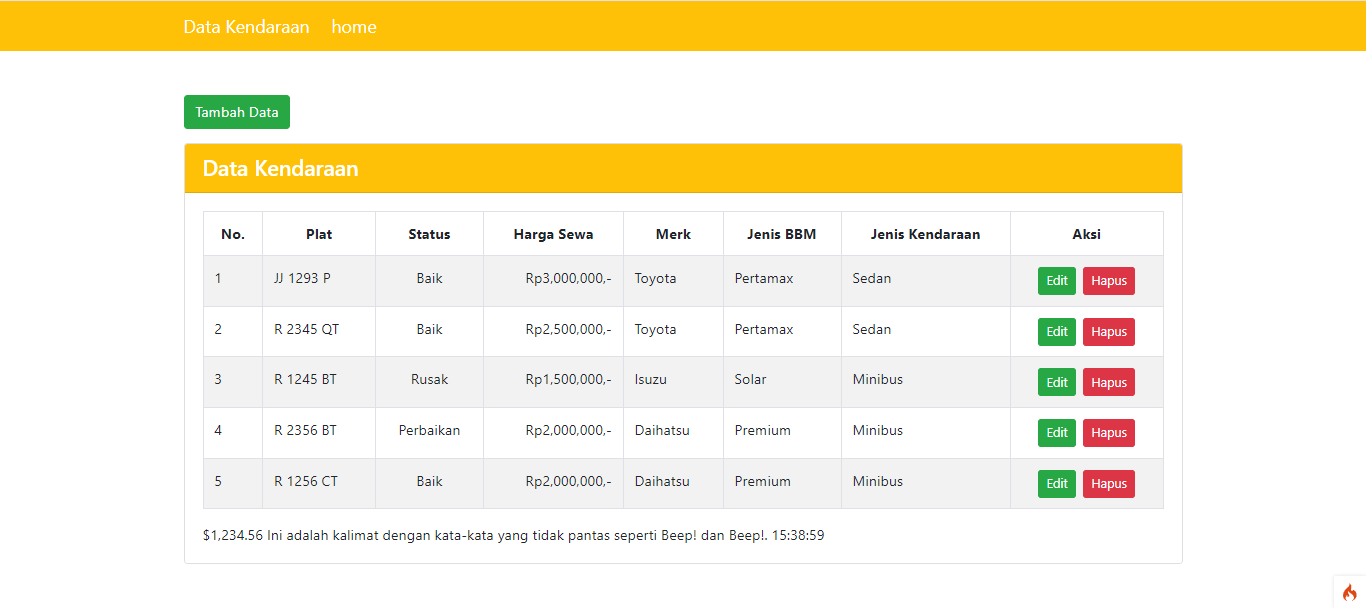 Data Kendaraan home
Tambah Data
Data Kendaraan
No. Plat Status Harga Sewa Merk Jenis BBM Jenis Kendaraan Aksi
1 JJ 1293 P Baik Rp3,000,000,- Toyota Pertamax Sedan Edit Hapus
2 R 2345 QT Baik Rp2,500,000,- Toyota Pertamax Sedan Edit Hapus
3 R 1245 BT Rusak Rp1,500,000,- Isuzu Solar Minibus Edit Hapus
4 R 2356 BT Perbaikan Rp2,000,000,- Daihatsu Premium Minibus Edit Hapus
5 R 1256 CT Baik Rp2,000,000,- Daihatsu Premium Minibus Edit Hapus
$1,234.56 Ini adalah kalimat dengan kata-kata yang tidak pantas seperti Beep! dan Beep!. 15:38:59